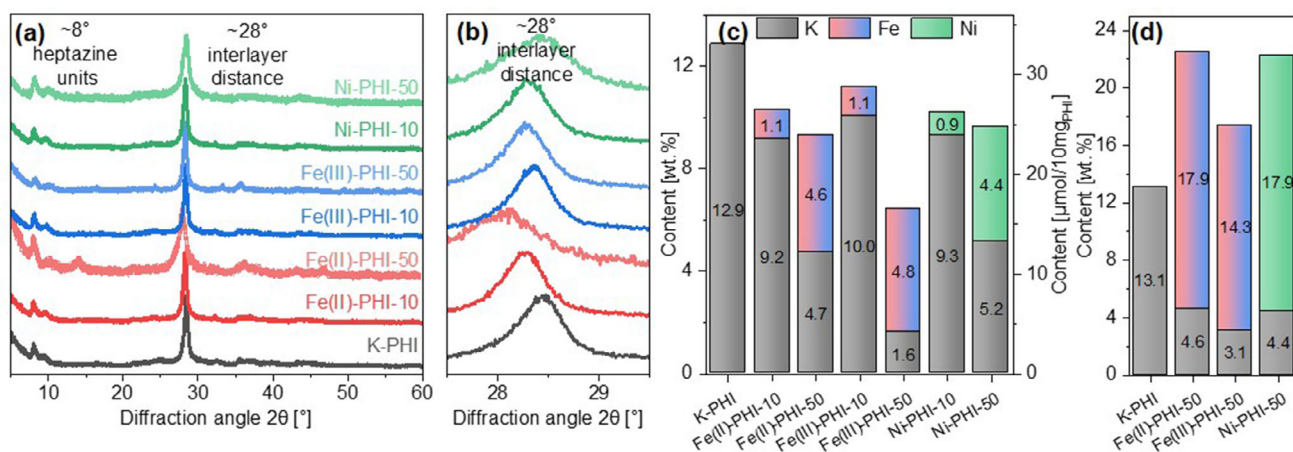 (a)
~8°
heptazine
units
~28°
interlayer
distance
Ni-PHI-50
Ni-PHI-10
Fe(III)-PHI-50
Fe(III)-PHI-10
Fe(II)-PHI-50
Fe(II)-PHI-10
K-PHI
10 20 30 40 50 60
Diffraction angle 2θ [°]
(b)
~28°
interlayer
distance
28 29
Diffraction angle 2θ [°]
(c)
K Fe Ni
Content [wt.%]
12
8
4
0
12.9
1.1
9.2
4.6
4.7
1.1
10.0
4.8
1.6
0.9
9.3
4.4
5.2
30
20
10
0
Content [µmol/10mgPHI]
K-PHI
Fe(II)-PHI-10
Fe(II)-PHI-50
Fe(III)-PHI-10
Fe(III)-PHI-50
Ni-PHI-10
Ni-PHI-50
(d)
Content [wt.%]
24
20
16
12
8
4
0
13.1
17.9
4.6
14.3
3.1
17.9
4.4
K-PHI
Fe(II)-PHI-50
Fe(III)-PHI-50
Ni-PHI-50